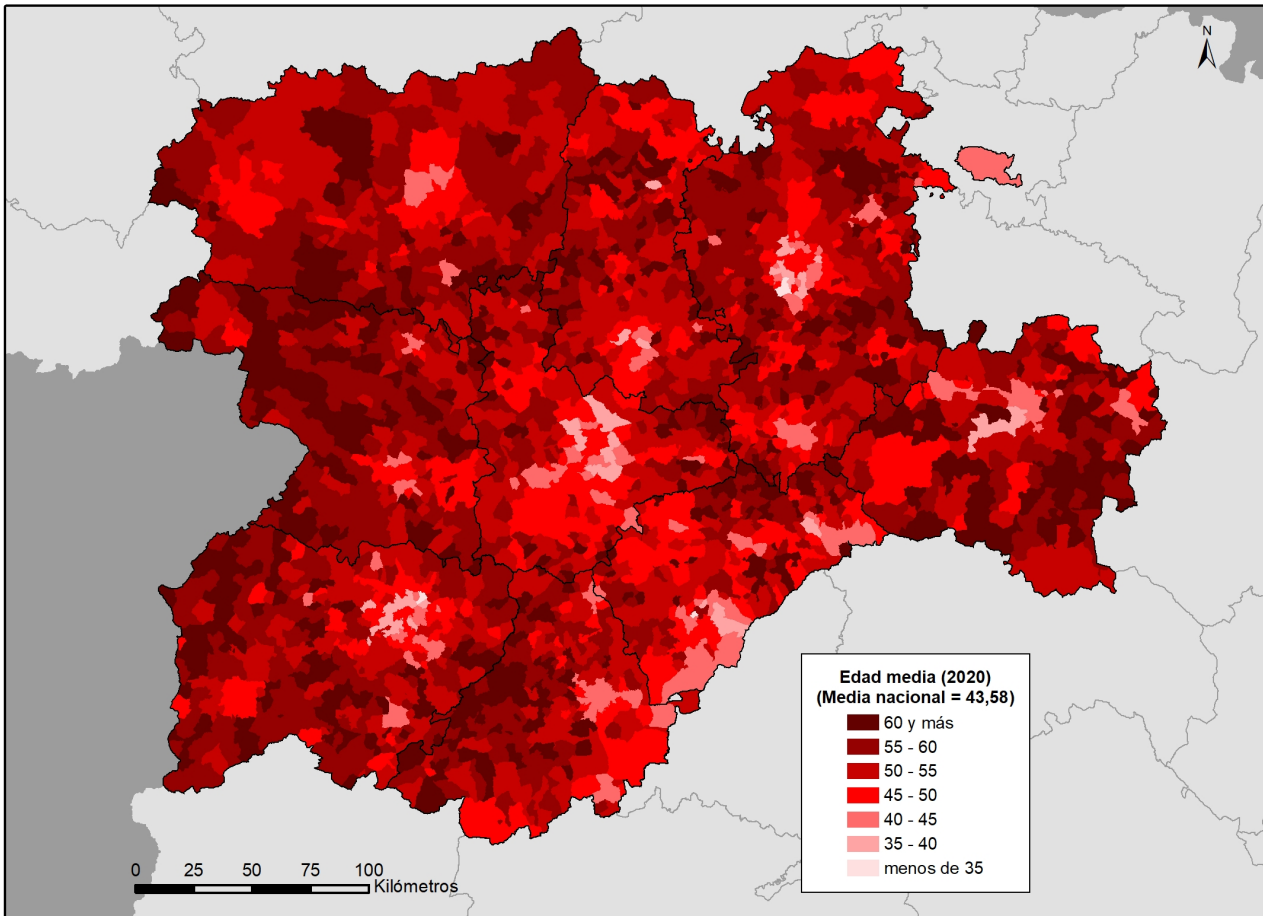 N
Edad media (2020)
(Media nacional = 43,58)
60 y más
55 - 60
50 - 55
45 - 50
40 - 45
35 - 40
menos de 35
0 25 50 75 100
Kilómetros